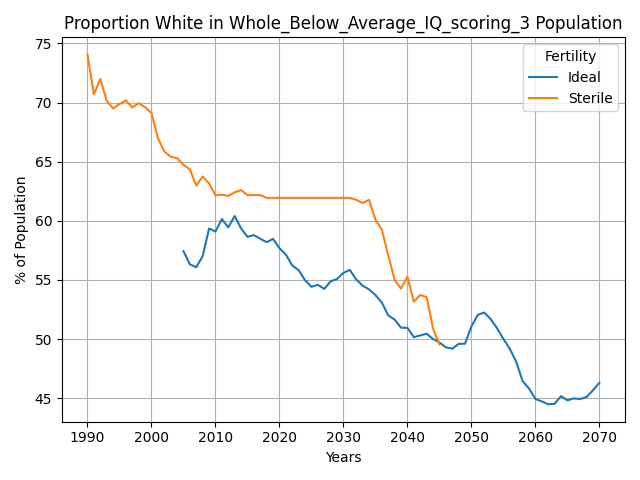 Proportion White in Whole_Below_Average_IQ_scoring_3 Population
Fertility
Ideal
Sterile
% of Population
75
70
65
60
55
50
45
1990 2000 2010 2020 2030 2040 2050 2060 2070
Years